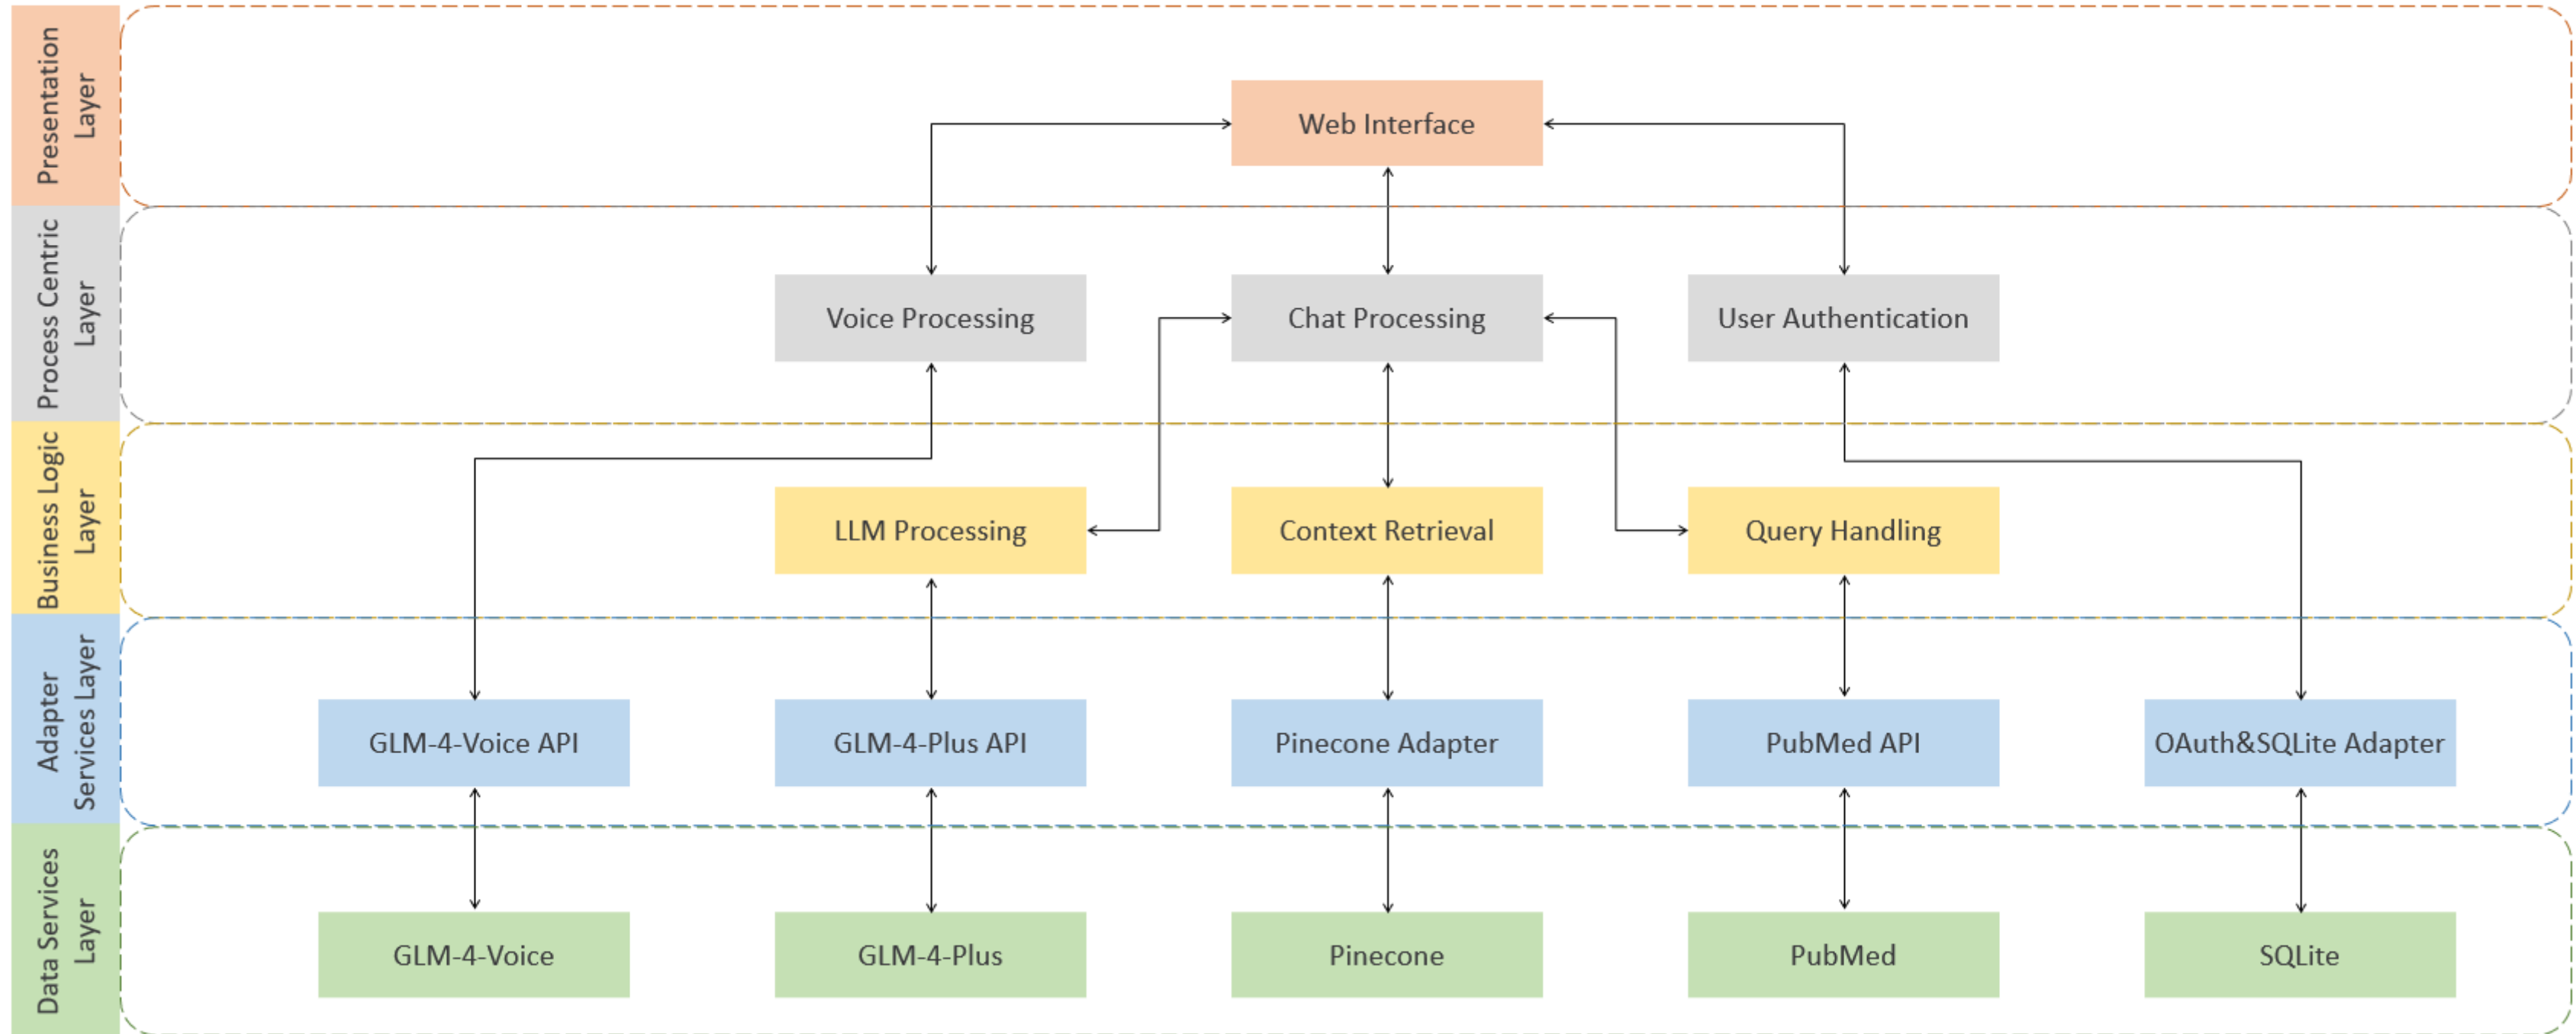 Presentation
Layer
Web Interface
Process Centric
Layer
Voice Processing
Chat Processing
User Authentication
Business Logic
Layer
LLM Processing
Context Retrieval
Query Handling
Adapter
Services Layer
GLM-4-Voice API
GLM-4-Plus API
Pinecone Adapter
PubMed API
OAuth&SQLite Adapter
Data Services
Layer
GLM-4-Voice
GLM-4-Plus
Pinecone
PubMed
SQLite